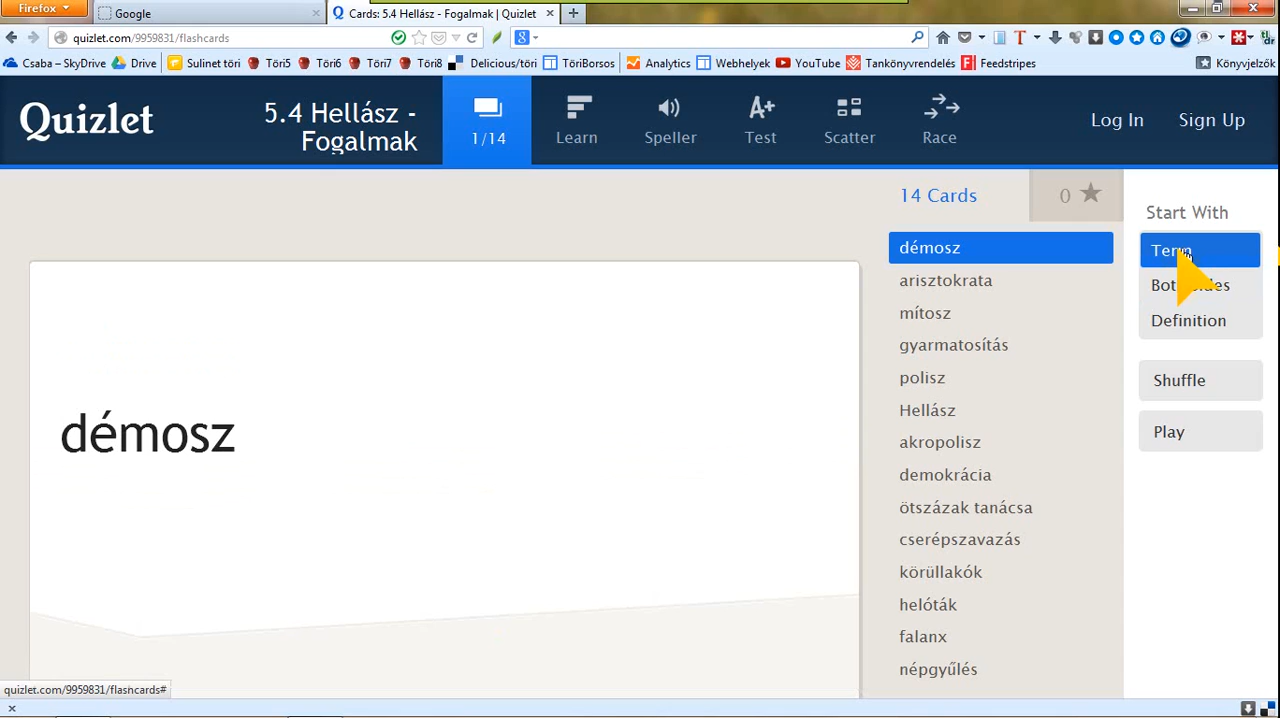 Firefox
Google
Cards: 5.4 Hellász - Fogalmak | Quizlet
quizlet.com/9959831/flashcards
Csaba – SkyDrive
Drive
Sulinet töri
Töri5
Töri6
Töri7
Töri8
Delicious/töri
TöriBorsos
Analytics
Webhelyek
YouTube
Tankönyvrendelés
Feedstripes
Könyvjelzők
Quizlet
5.4 Hellász -
Fogalmak
1/14
Learn
Speller
Test
Scatter
Race
Log In
Sign Up
démosz
14 Cards
0
démosz
arisztokrata
mítosz
gyarmatosítás
polisz
Hellász
akropolisz
demokrácia
ötszázak tanácsa
cserépszavazás
körüllakók
helóták
falanx
népgyűlés
Start With
Term
Both Sides
Definition
Shuffle
Play
quizlet.com/9959831/flashcards#